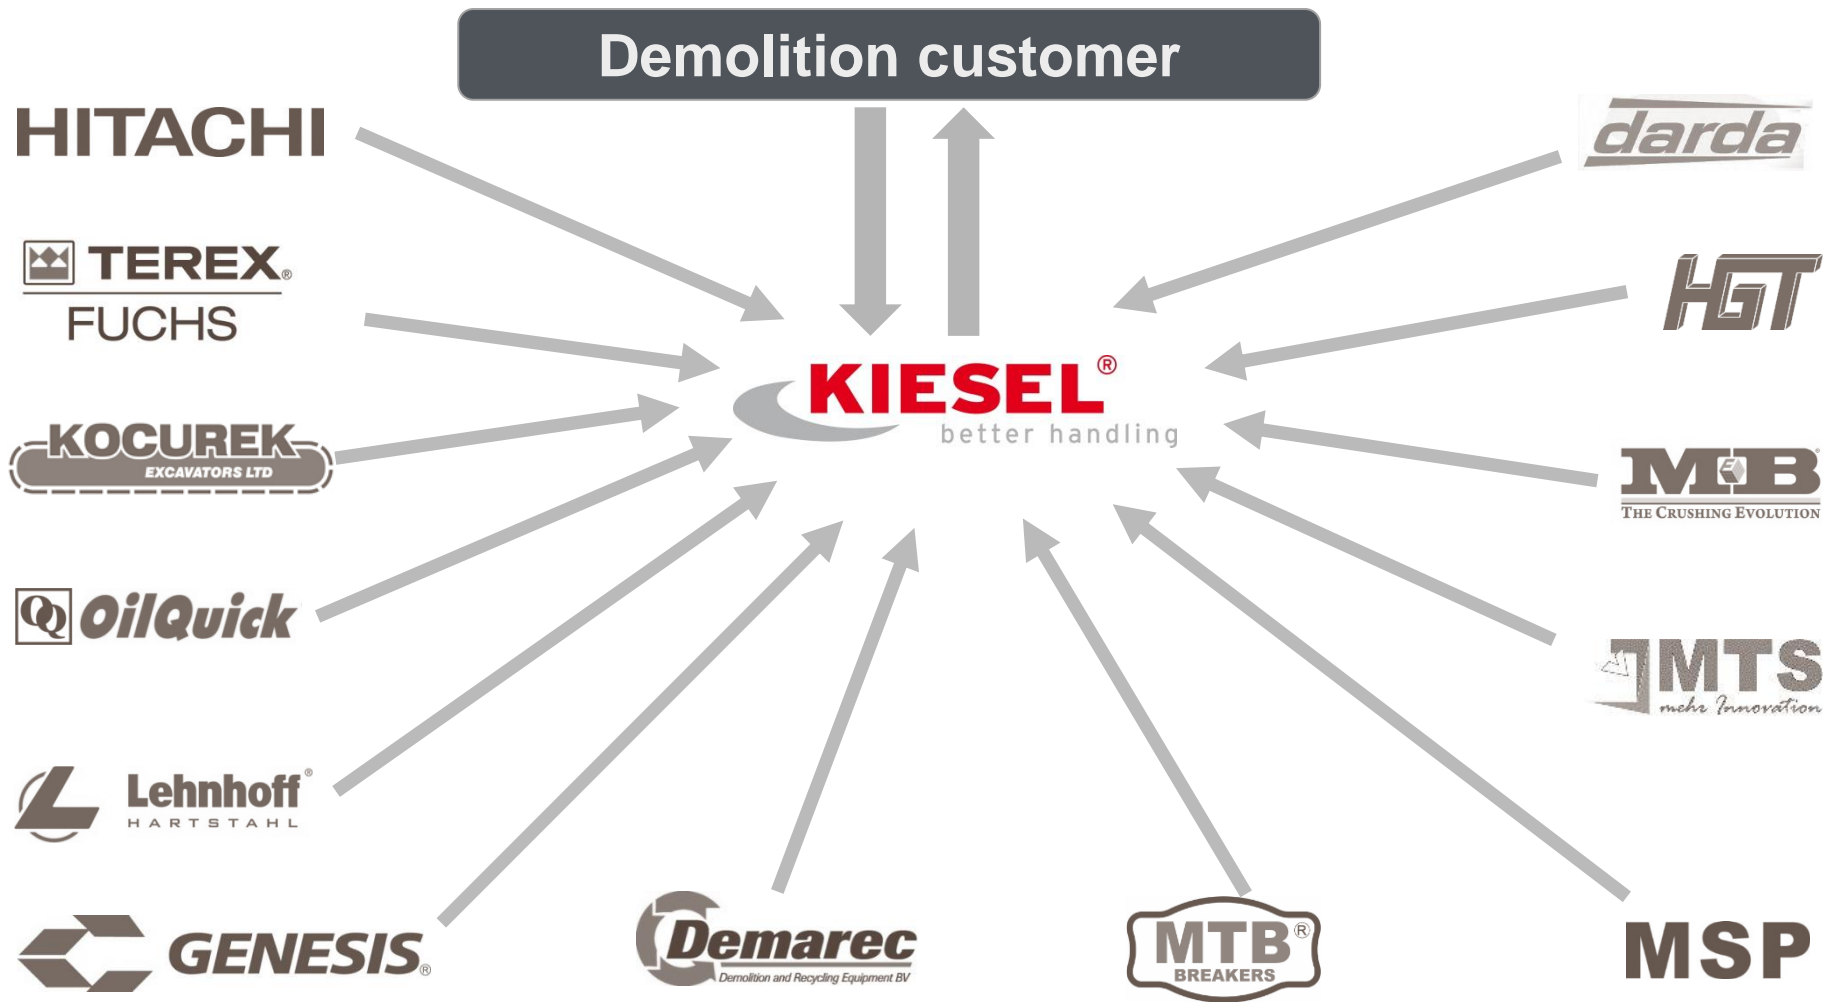 Demolition customer
HITACHI
darda
TEREX®
FUCHS
HGT
KIESEL®
better handling
KOCUREK
EXCAVATORS LTD
MB
THE CRUSHING EVOLUTION
QQ OilQuick
MTS
mehr Innovation
L Lehnhoff®
HARTSTAHL
GENESIS®
Demarec
Demolition and Recycling Equipment BV
MTB®
BREAKERS
MSP